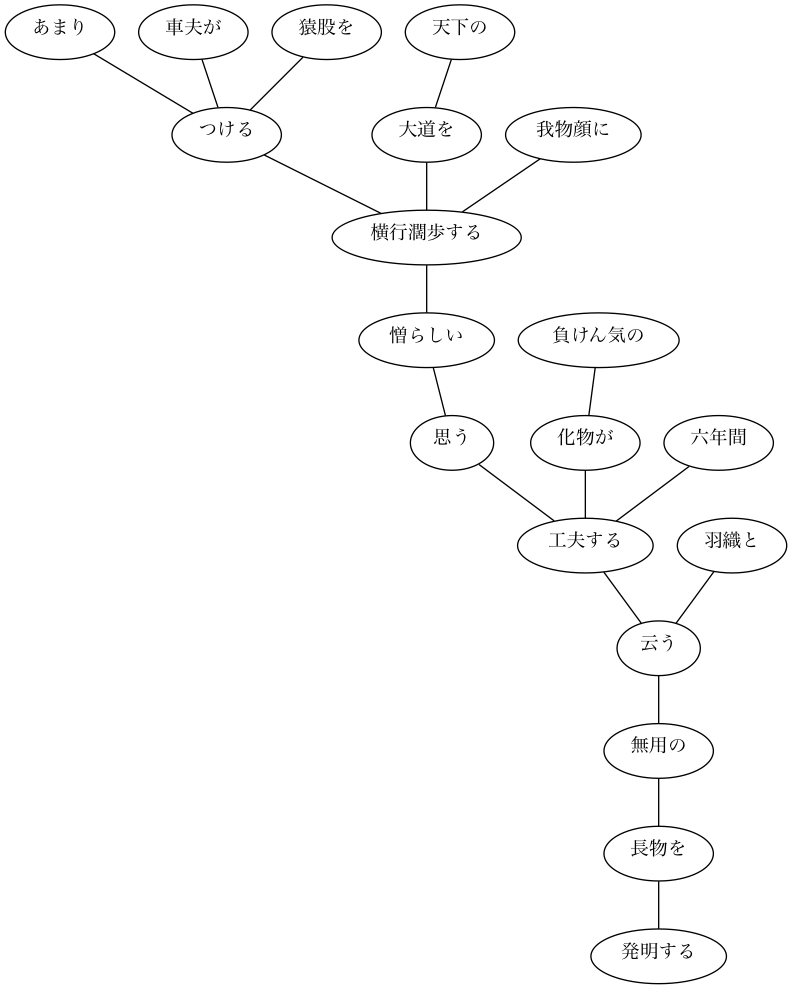 あまり
車夫が
猿股を
天下の
つける
大道を
我物顔に
横行濶歩する
憎らしい
負けん気の
思う
化物が
六年間
工夫する
羽織と
云う
無用の
長物を
発明する